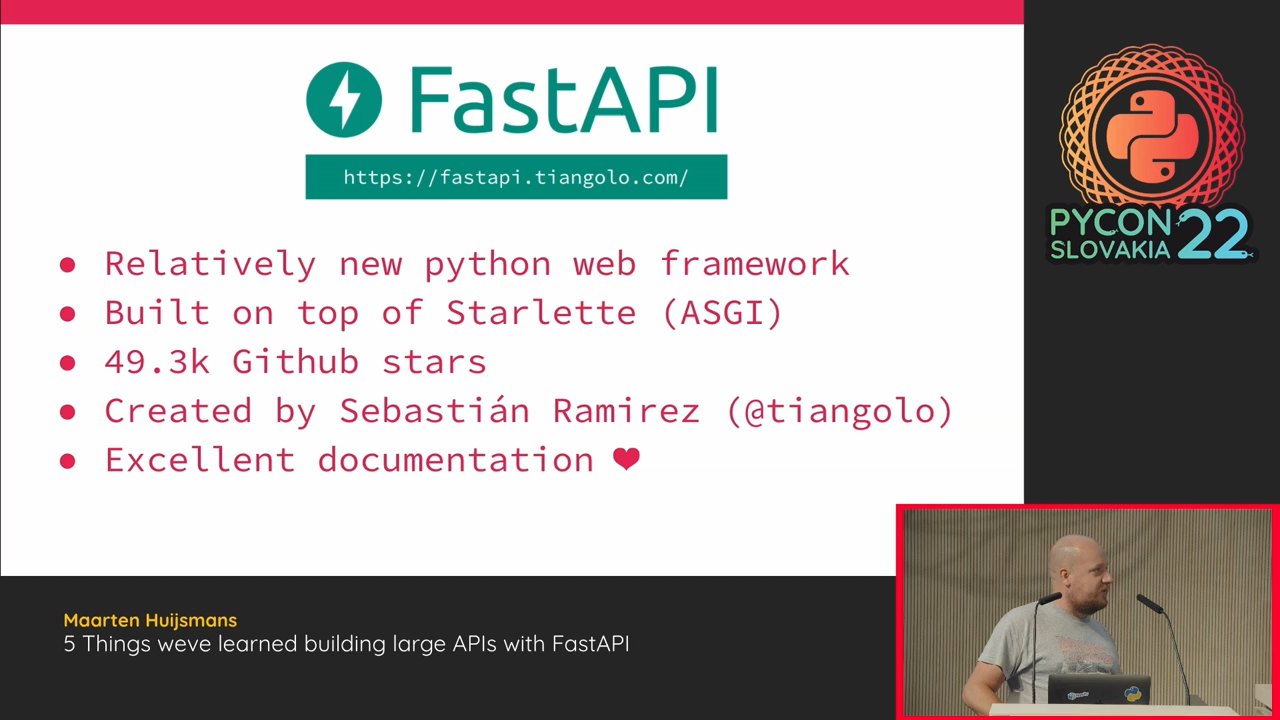 FastAPI
https://fastapi.tiangolo.com/
● Relatively new python web framework
● Built on top of Starlette (ASGI)
● 49.3k Github stars
● Created by Sebastián Ramirez (@tiangolo)
● Excellent documentation ❤
PYCON 22
SLOVAKIA
Maarten Huijsmans
5 Things weve learned building large APIs with FastAPI